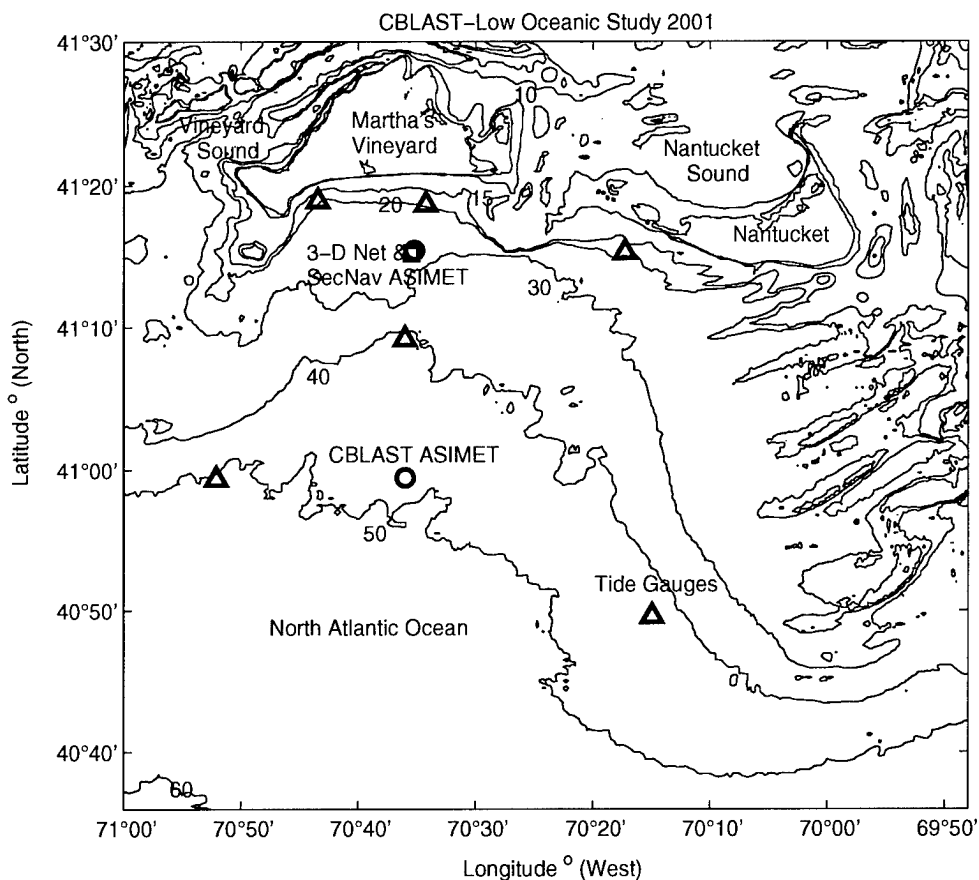 CBLAST–Low Oceanic Study 2001
41°30'
41°20'
41°10'
41°00'
40°50'
40°40'
Latitude ° (North)
Vineyard
Sound
Martha's
Vineyard
10
Nantucket
Sound
Nantucket
20
15
3–D Net &
SecNav ASIMET
30
40
CBLAST ASIMET
50
Tide Gauges
North Atlantic Ocean
60
71°00'
70°50'
70°40'
70°30'
70°20'
70°10'
70°00'
69°50'
Longitude ° (West)